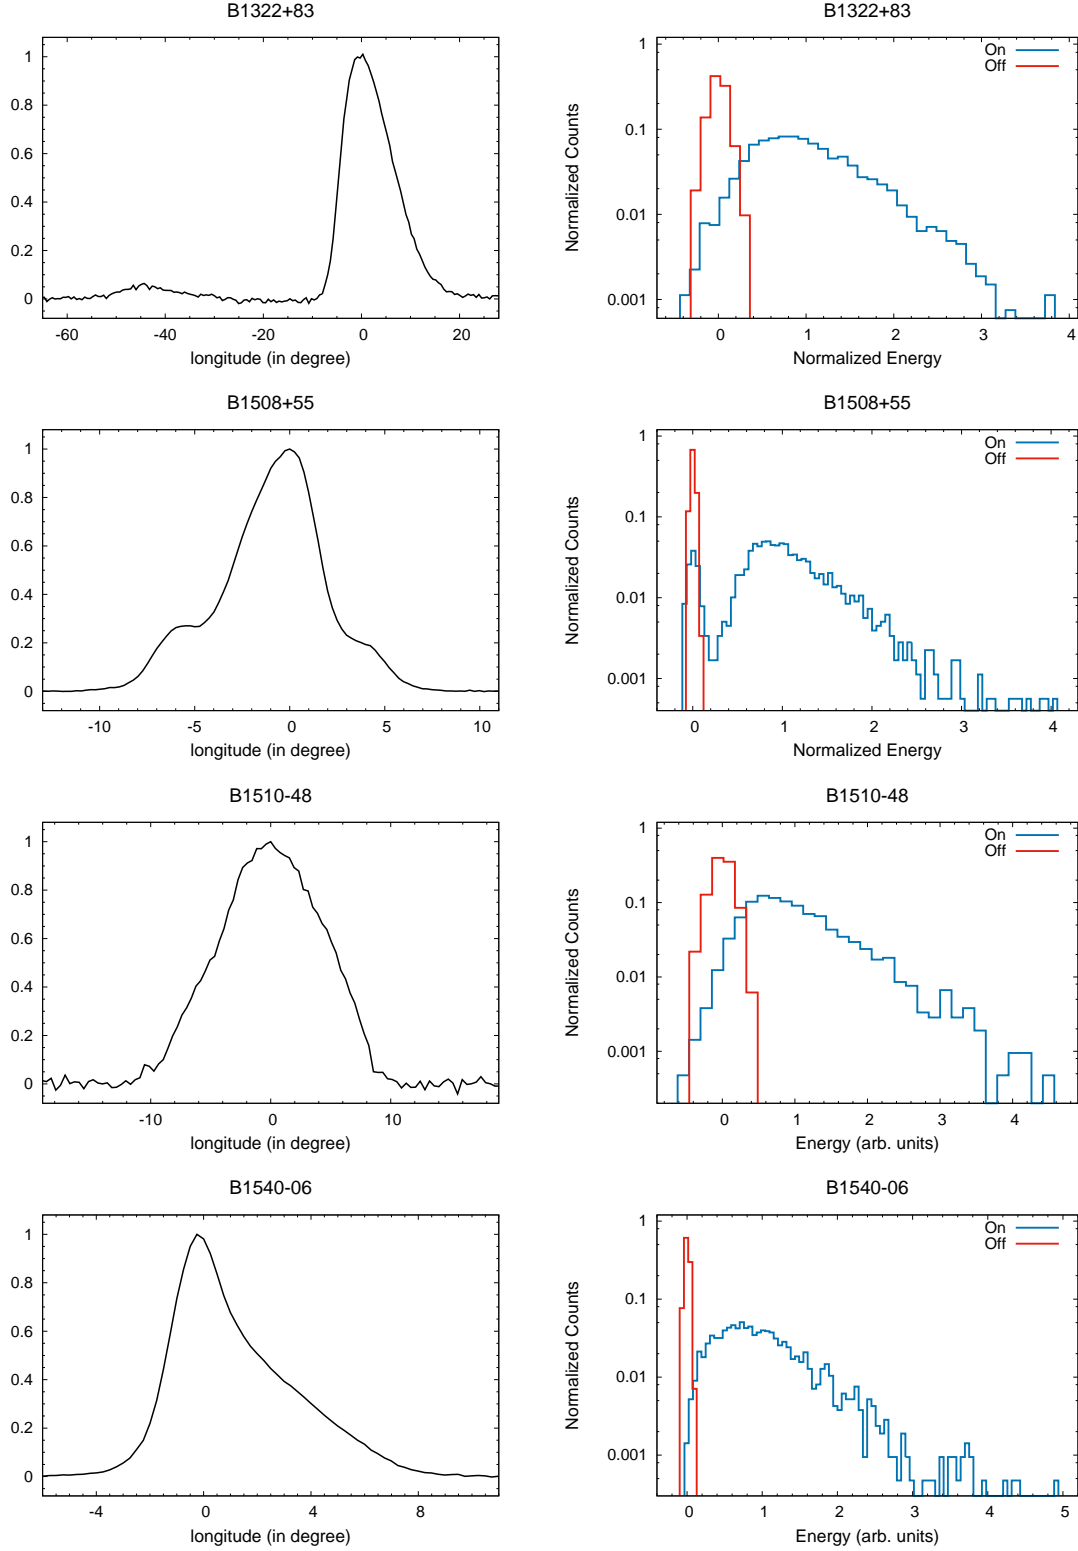 B1322+83
1
0.8
0.6
0.4
0.2
0
-60 -40 -20 0 20
longitude (in degree)
B1322+83
Normalized Counts
1
0.1
0.01
0.001
On
Off
0 1 2 3 4
Normalized Energy
B1508+55
1
0.8
0.6
0.4
0.2
0
-10 -5 0 5 10
longitude (in degree)
B1508+55
Normalized Counts
1
0.1
0.01
0.001
On
Off
0 1 2 3 4
Normalized Energy
B1510-48
1
0.8
0.6
0.4
0.2
0
-10 0 10
longitude (in degree)
B1510-48
Normalized Counts
1
0.1
0.01
0.001
On
Off
0 1 2 3 4
Energy (arb. units)
B1540-06
1
0.8
0.6
0.4
0.2
0
-4 0 4 8
longitude (in degree)
B1540-06
Normalized Counts
1
0.1
0.01
0.001
On
Off
0 1 2 3 4 5
Energy (arb. units)